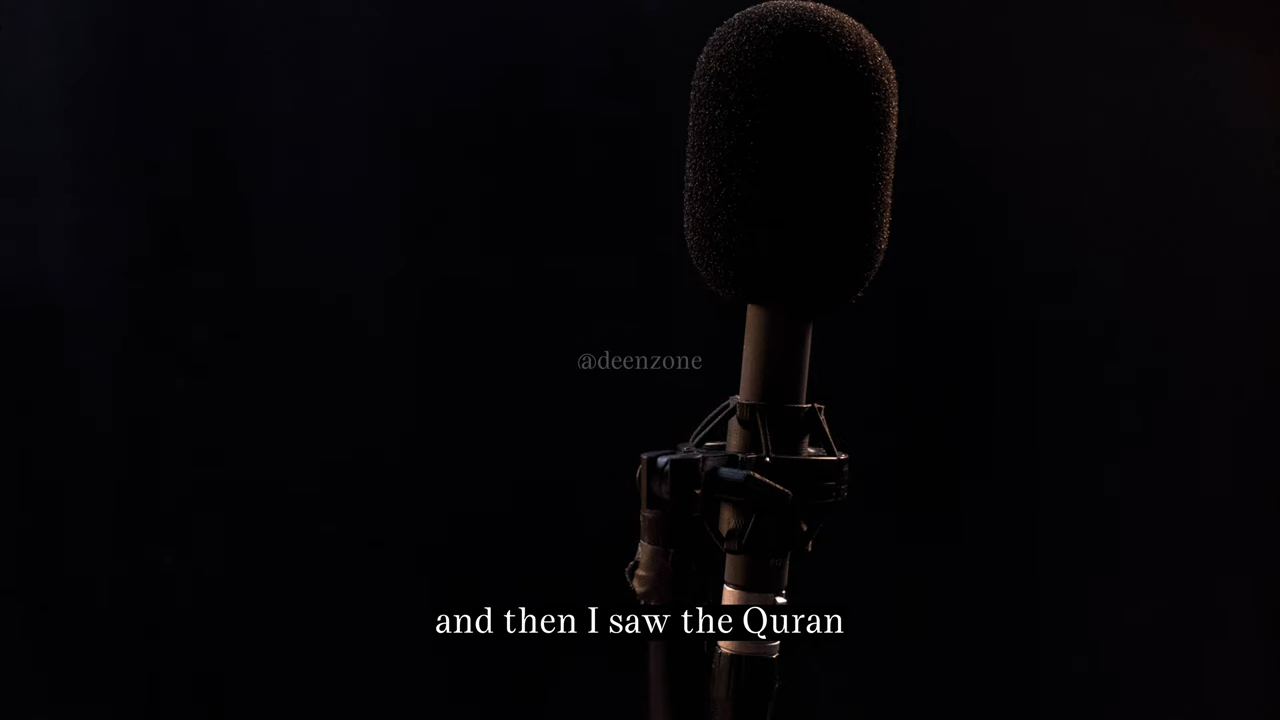 @deenzone
and then I saw the Quran